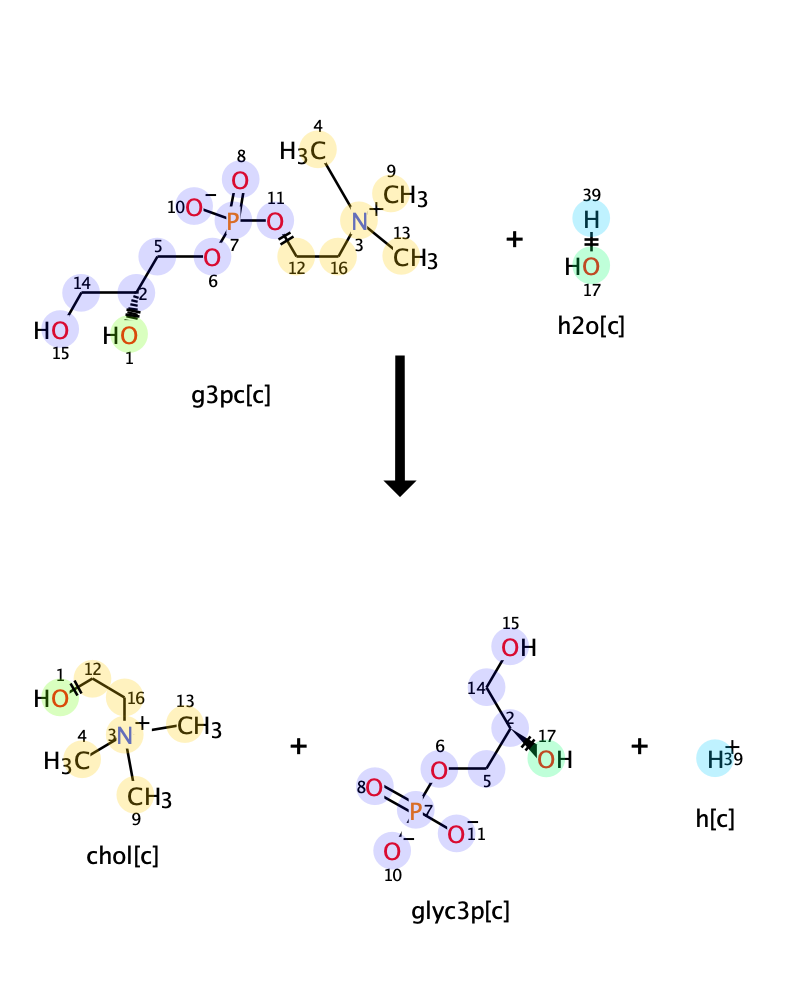 4
H₃C
8
9
O
CH₃
39
10 O⁻
11
+
H
P
O
N
13
7
3
CH₃
+
HO
17
5
O
12
16
14
6
2
h2o[c]
HO
HO
15
1
g3pc[c]
15
OH
1
12
14
HO
16
13
2
17
3
N
+
CH₃
6
OH
4
+
O
5
+
H⁺
39
H₃C
8
O
P
7
CH₃
O⁻
11
h[c]
9
O⁻
chol[c]
10
glyc3p[c]